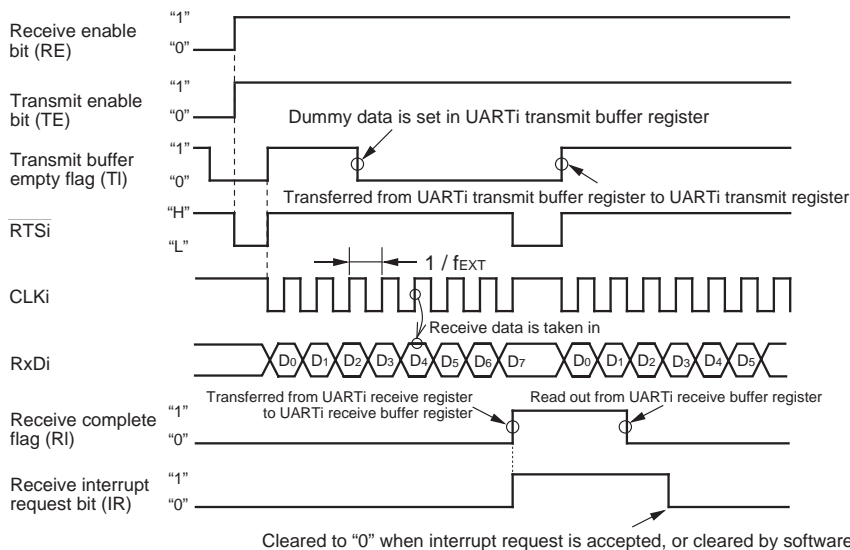 Receive enable
bit (RE)
“1”
“0”
Transmit enable
bit (TE)
“1”
“0”
Dummy data is set in UARTi transmit buffer register
Transmit buffer
empty flag (TI)
“1”
“0”
Transferred from UARTi transmit buffer register to UARTi transmit register
RTSi
“H”
“L”
1 / fEXT
CLKi
Receive data is taken in
RxDi
D0 D1 D2 D3 D4 D5 D6 D7 D0 D1 D2 D3 D4 D5
Transferred from UARTi receive register
to UARTi receive buffer register
Read out from UARTi receive buffer register
Receive complete
flag (RI)
“1”
“0”
Receive interrupt
request bit (IR)
“1”
“0”
Cleared to “0” when interrupt request is accepted, or cleared by software